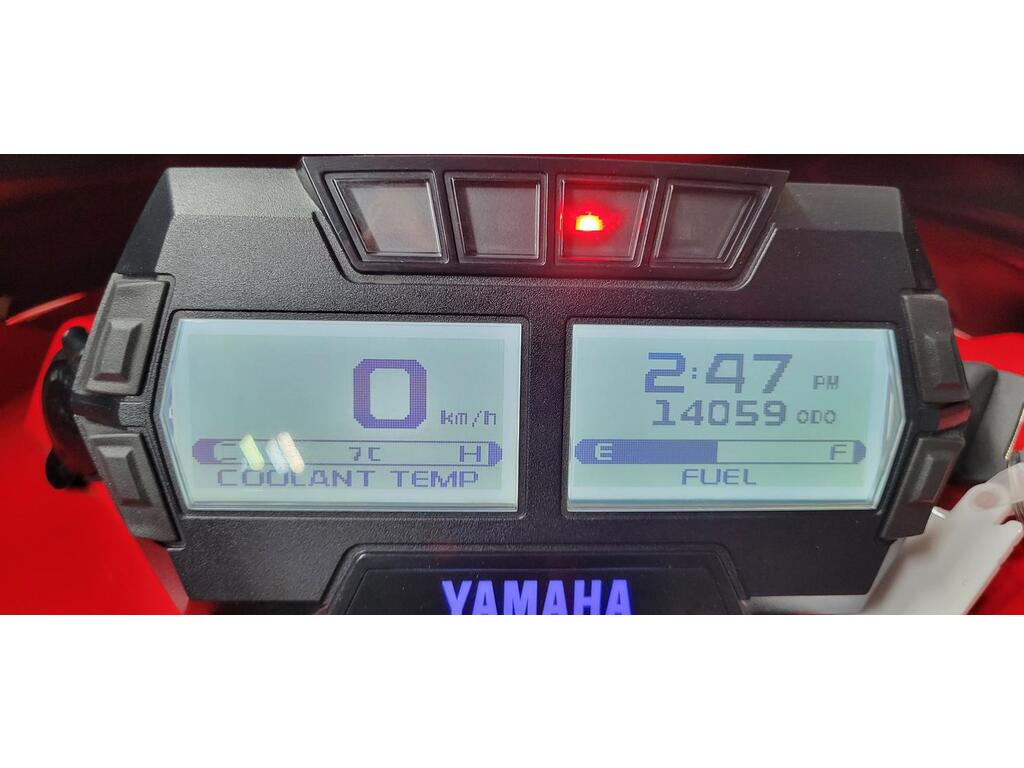 0 km/h
C 7C H
COOLANT TEMP
2:47 PM
14059 ODO
E F
FUEL
YAMAHA